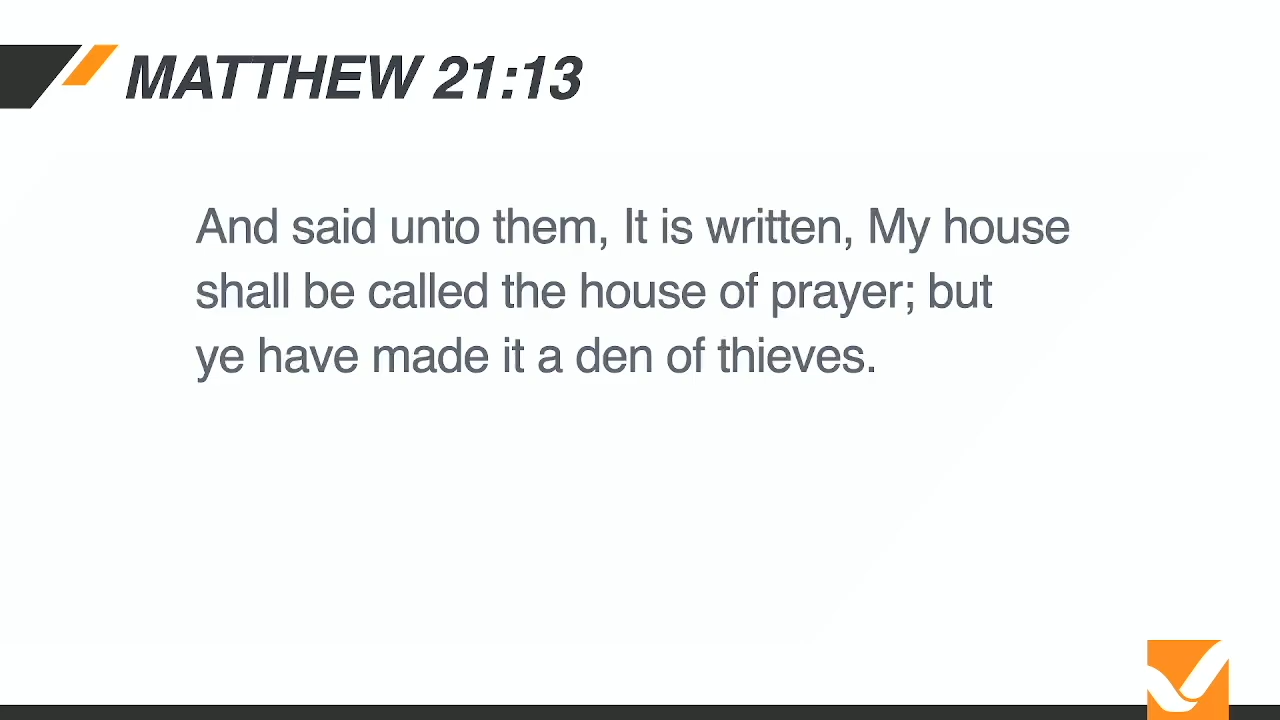 MATTHEW 21:13
And said unto them, It is written, My house
shall be called the house of prayer; but
ye have made it a den of thieves.